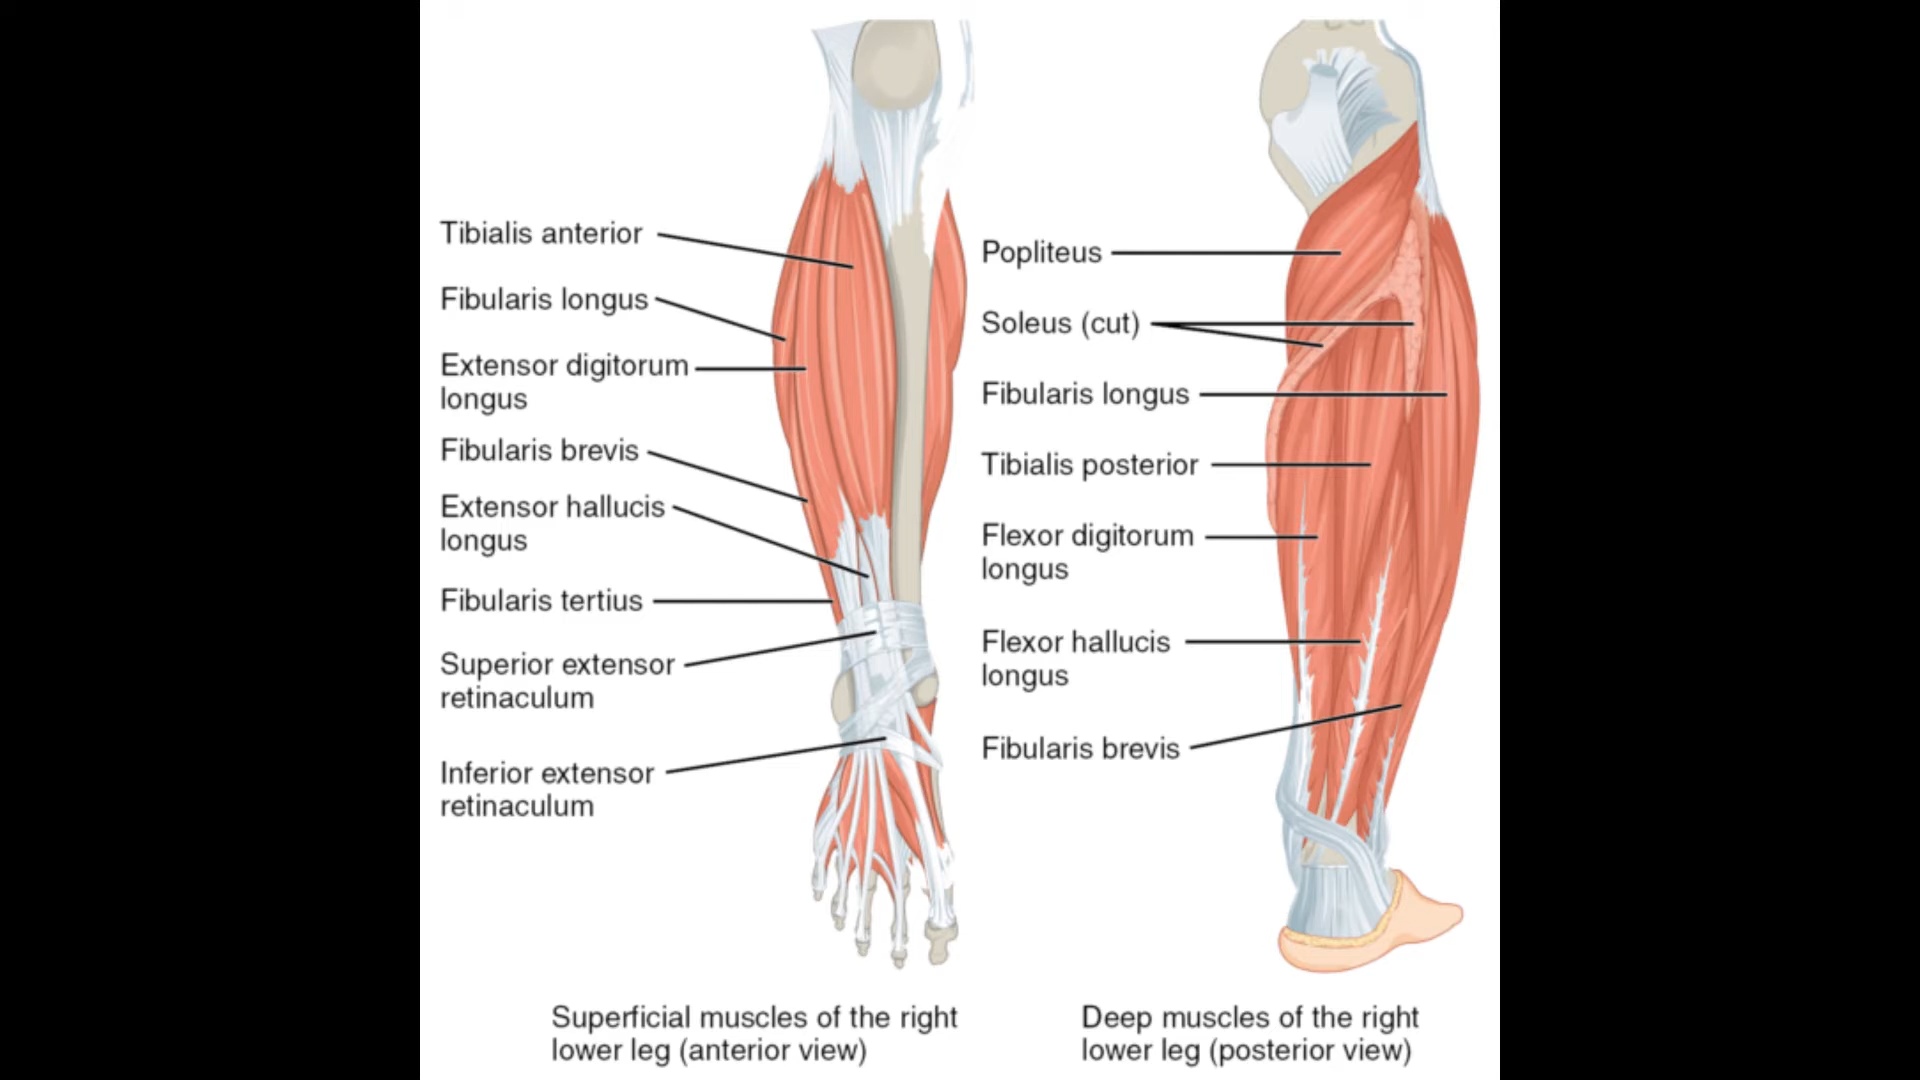 Tibialis anterior
Fibularis longus
Extensor digitorum
longus
Fibularis brevis
Extensor hallucis
longus
Fibularis tertius
Superior extensor
retinaculum
Inferior extensor
retinaculum
Superficial muscles of the right
lower leg (anterior view)
Popliteus
Soleus (cut)
Fibularis longus
Tibialis posterior
Flexor digitorum
longus
Flexor hallucis
longus
Fibularis brevis
Deep muscles of the right
lower leg (posterior view)